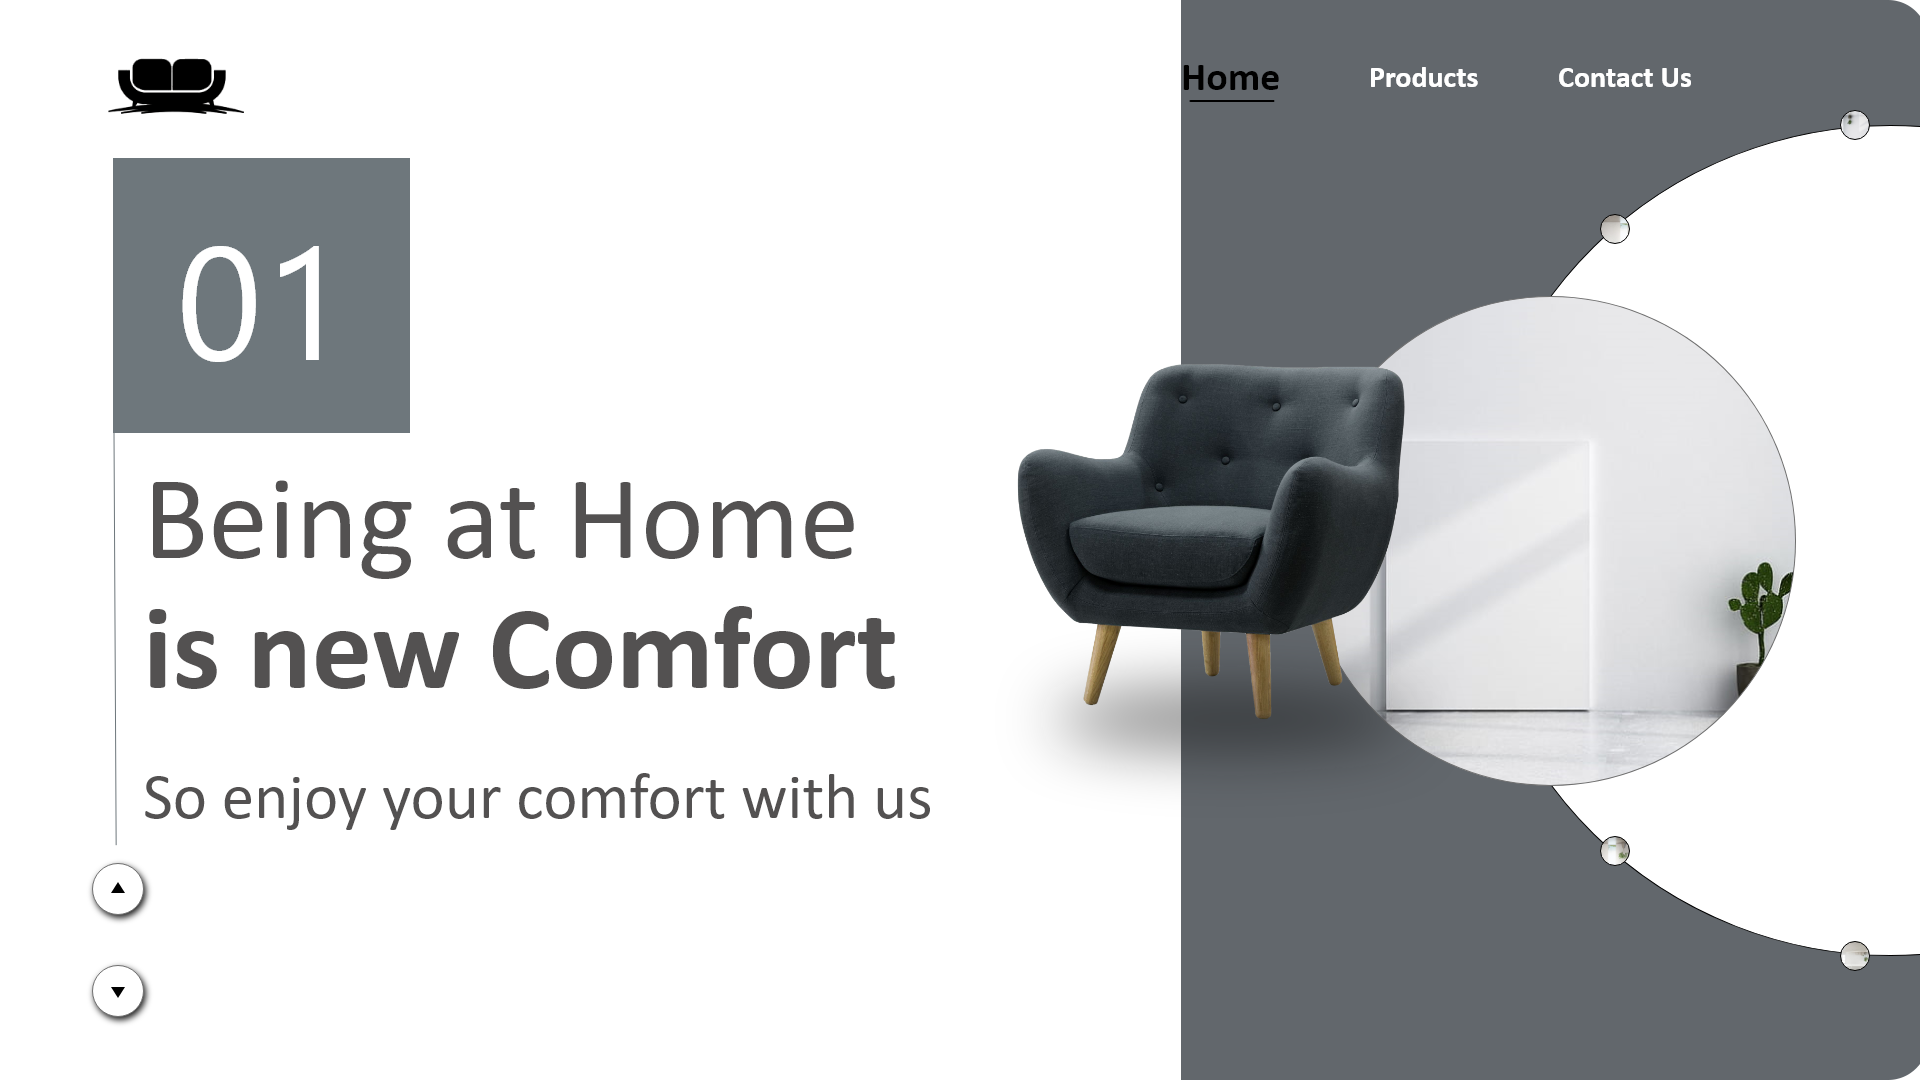 Home
Products
Contact Us
01
Being at Home
is new Comfort
So enjoy your comfort with us